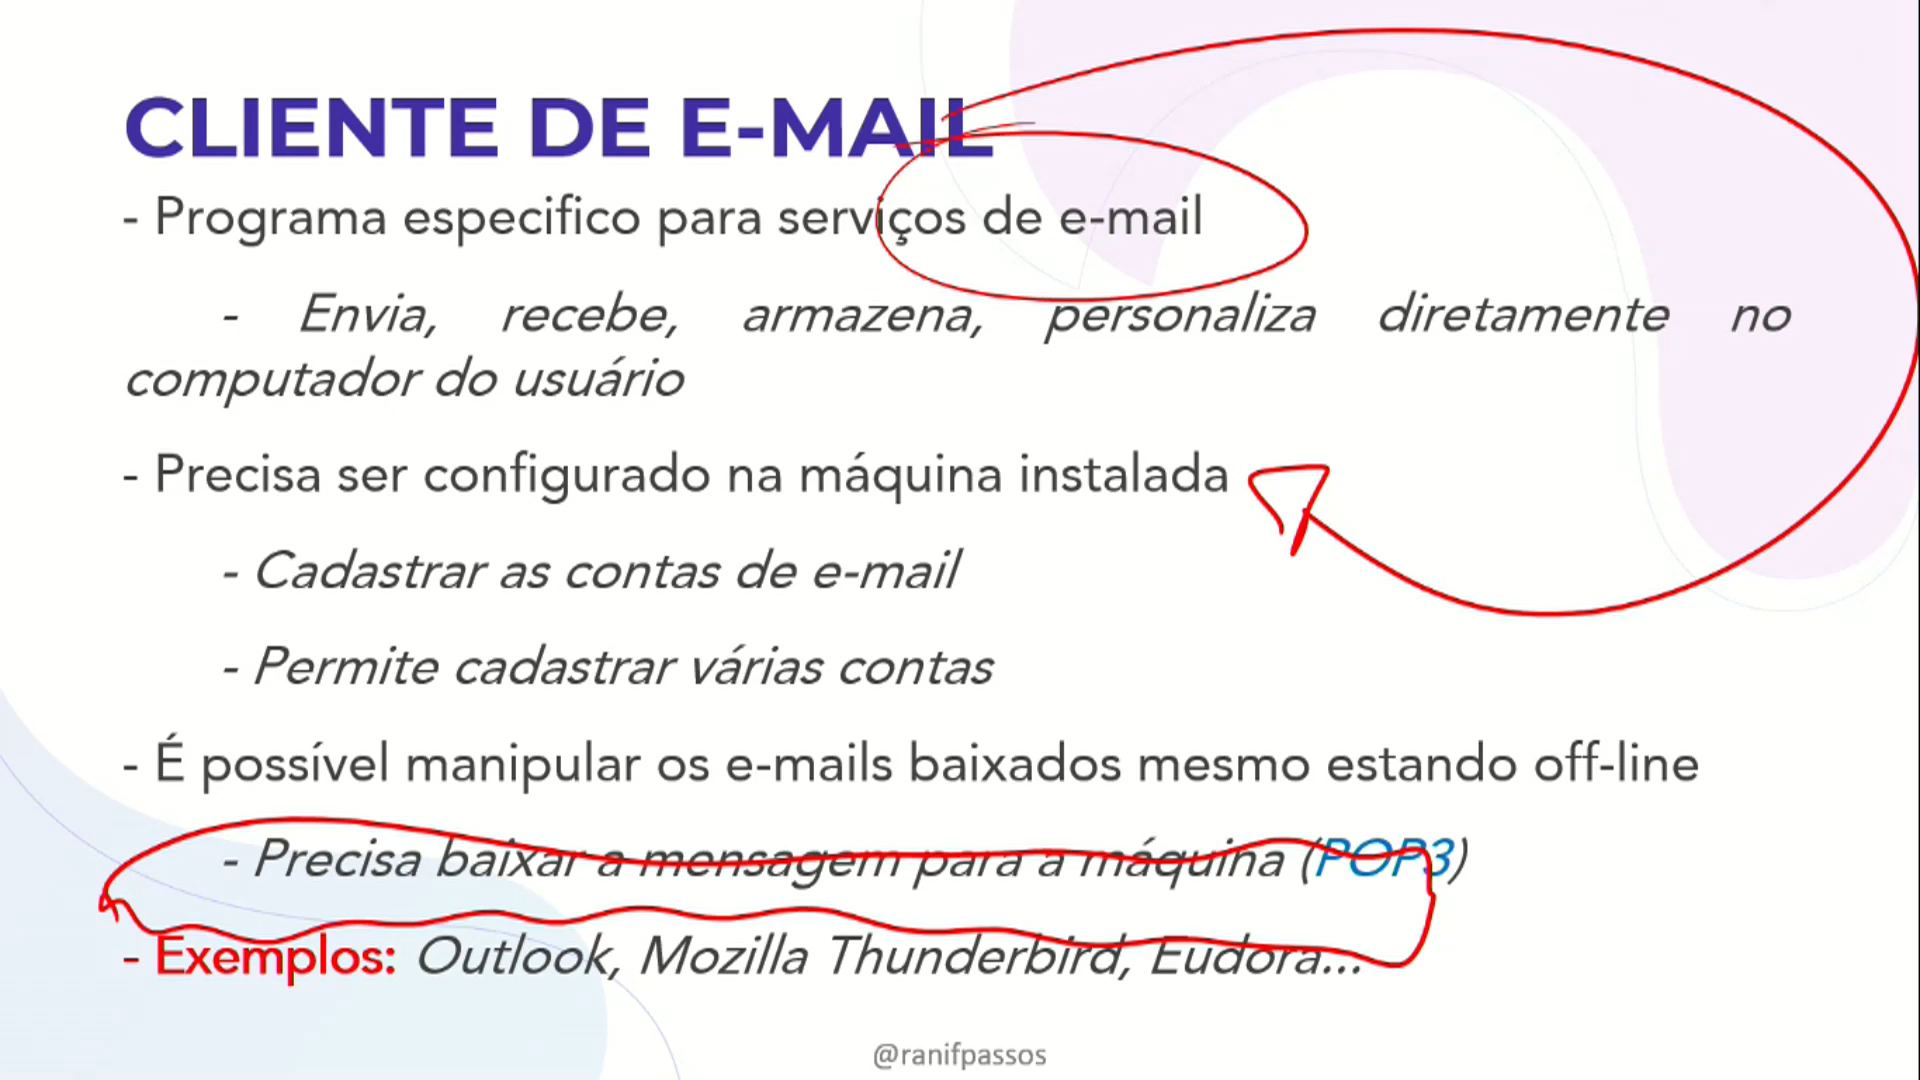 CLIENTE DE E-MAIL
- Programa especifico para serviços de e-mail
- Envia, recebe, armazena, personaliza diretamente no
computador do usuário
- Precisa ser configurado na máquina instalada
- Cadastrar as contas de e-mail
- Permite cadastrar várias contas
- É possível manipular os e-mails baixados mesmo estando off-line
- Precisa baixar a mensagem para a máquina (POP3)
- Exemplos: Outlook, Mozilla Thunderbird, Eudora...
@ranifpassos